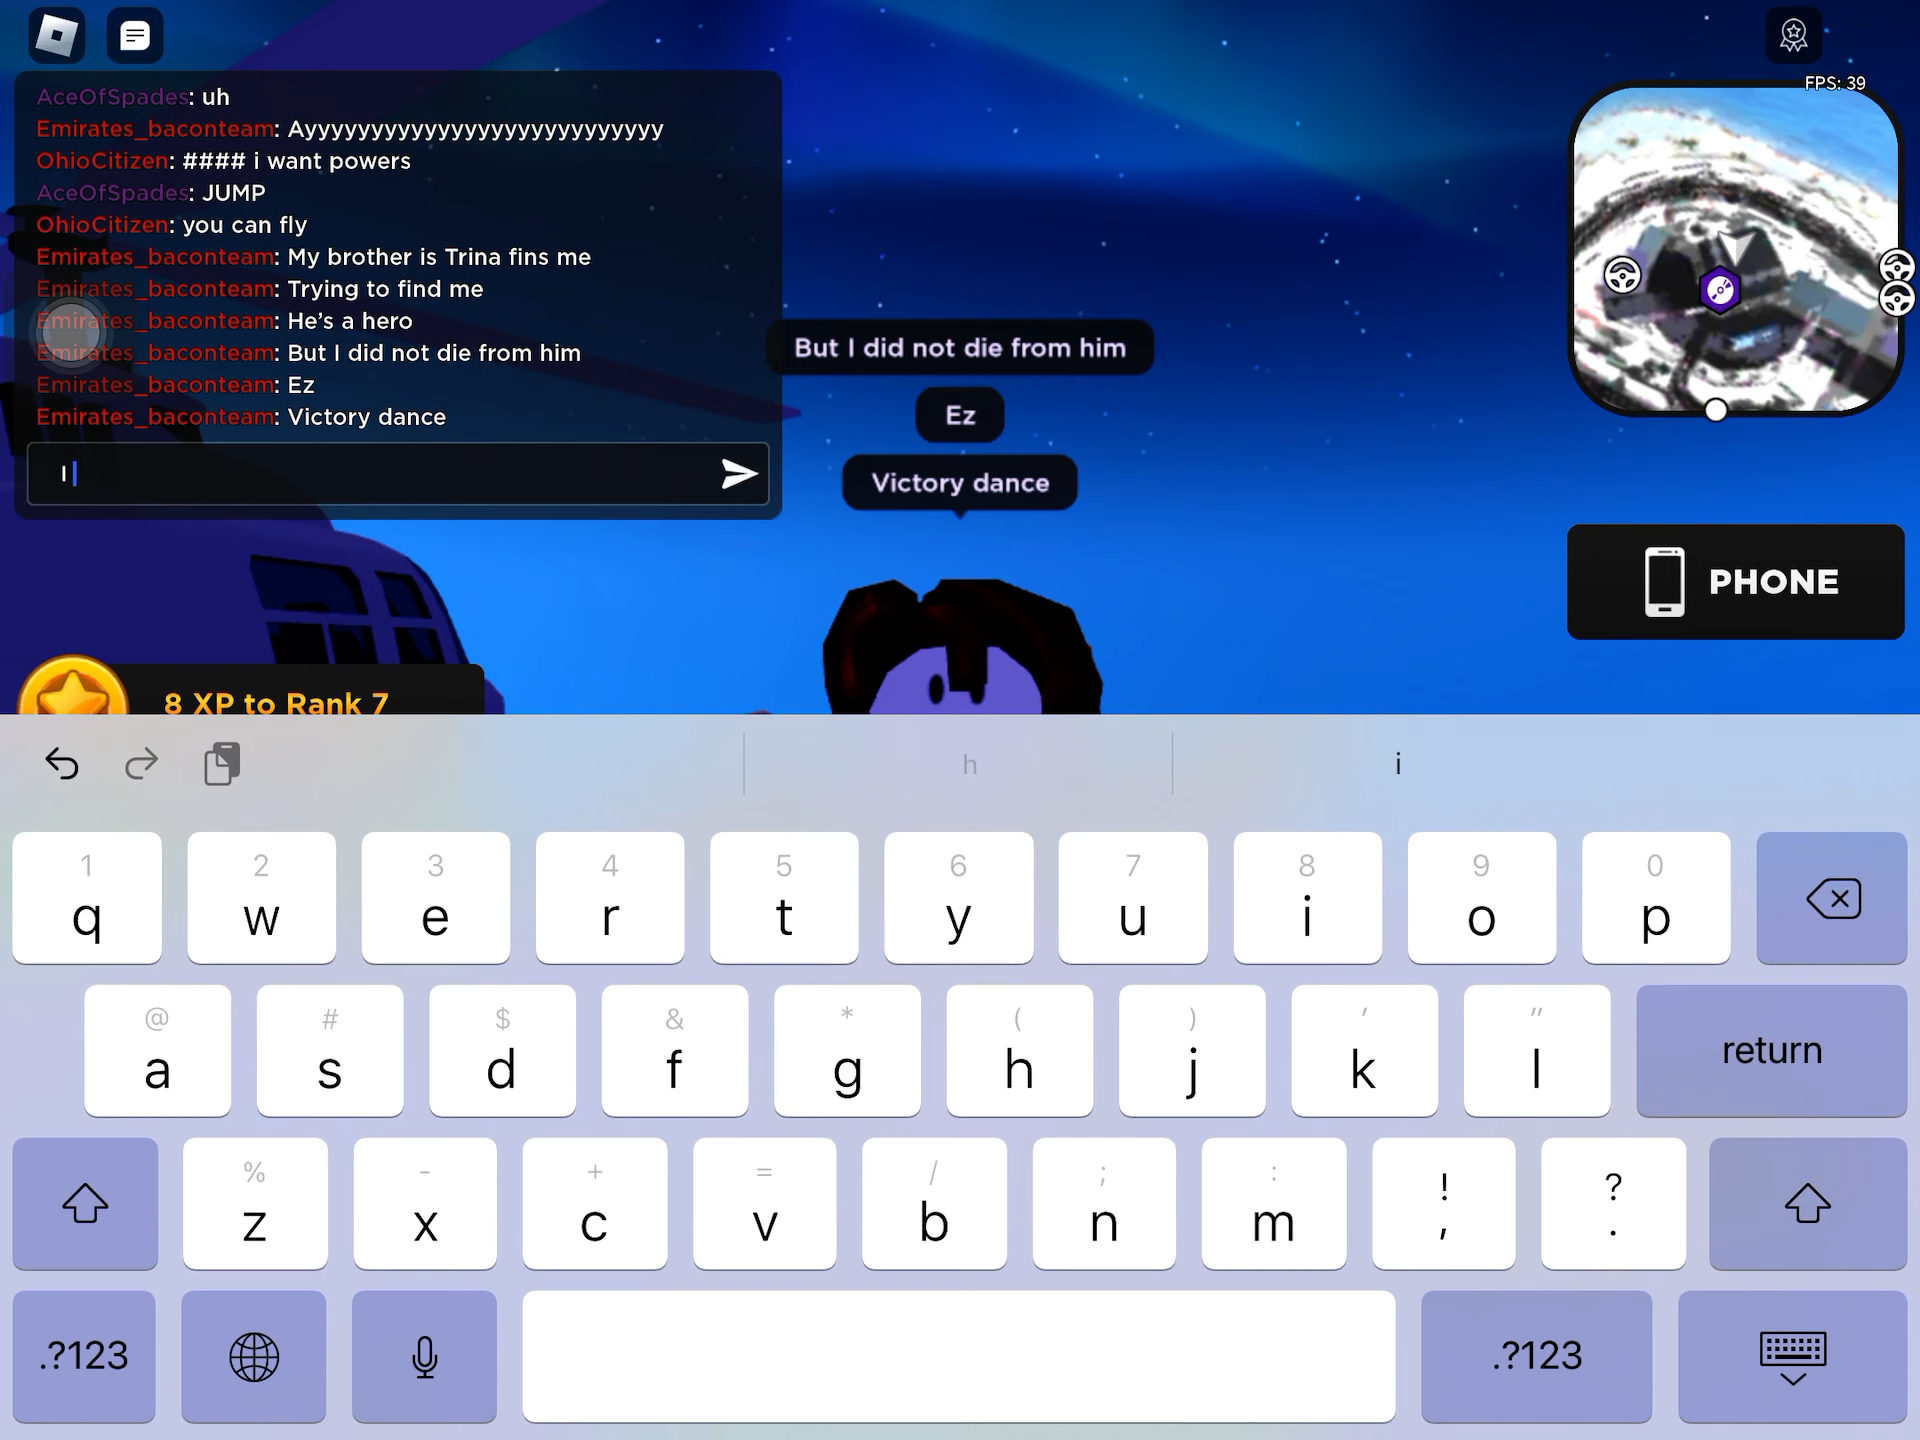 FPS: 39
AceOfSpades: uh
Emirates_baconteam: Ayyyyyyyyyyyyyyyyyyyyyyyyyyy
OhioCitizen: #### i want powers
AceOfSpades: JUMP
OhioCitizen: you can fly
Emirates_baconteam: My brother is Trina fins me
Emirates_baconteam: Trying to find me
Emirates_baconteam: He’s a hero
Emirates_baconteam: But I did not die from him
Emirates_baconteam: Ez
Emirates_baconteam: Victory dance
I
But I did not die from him
Ez
Victory dance
PHONE
8 XP to Rank 7
h i
1 2 3 4 5 6 7 8 9 0
q w e r t y u i o p
@ # $ & * ( ) ' "
a s d f g h j k l return
% - + = / ; : ! ?
z x c v b n m , .
.?123 .?123